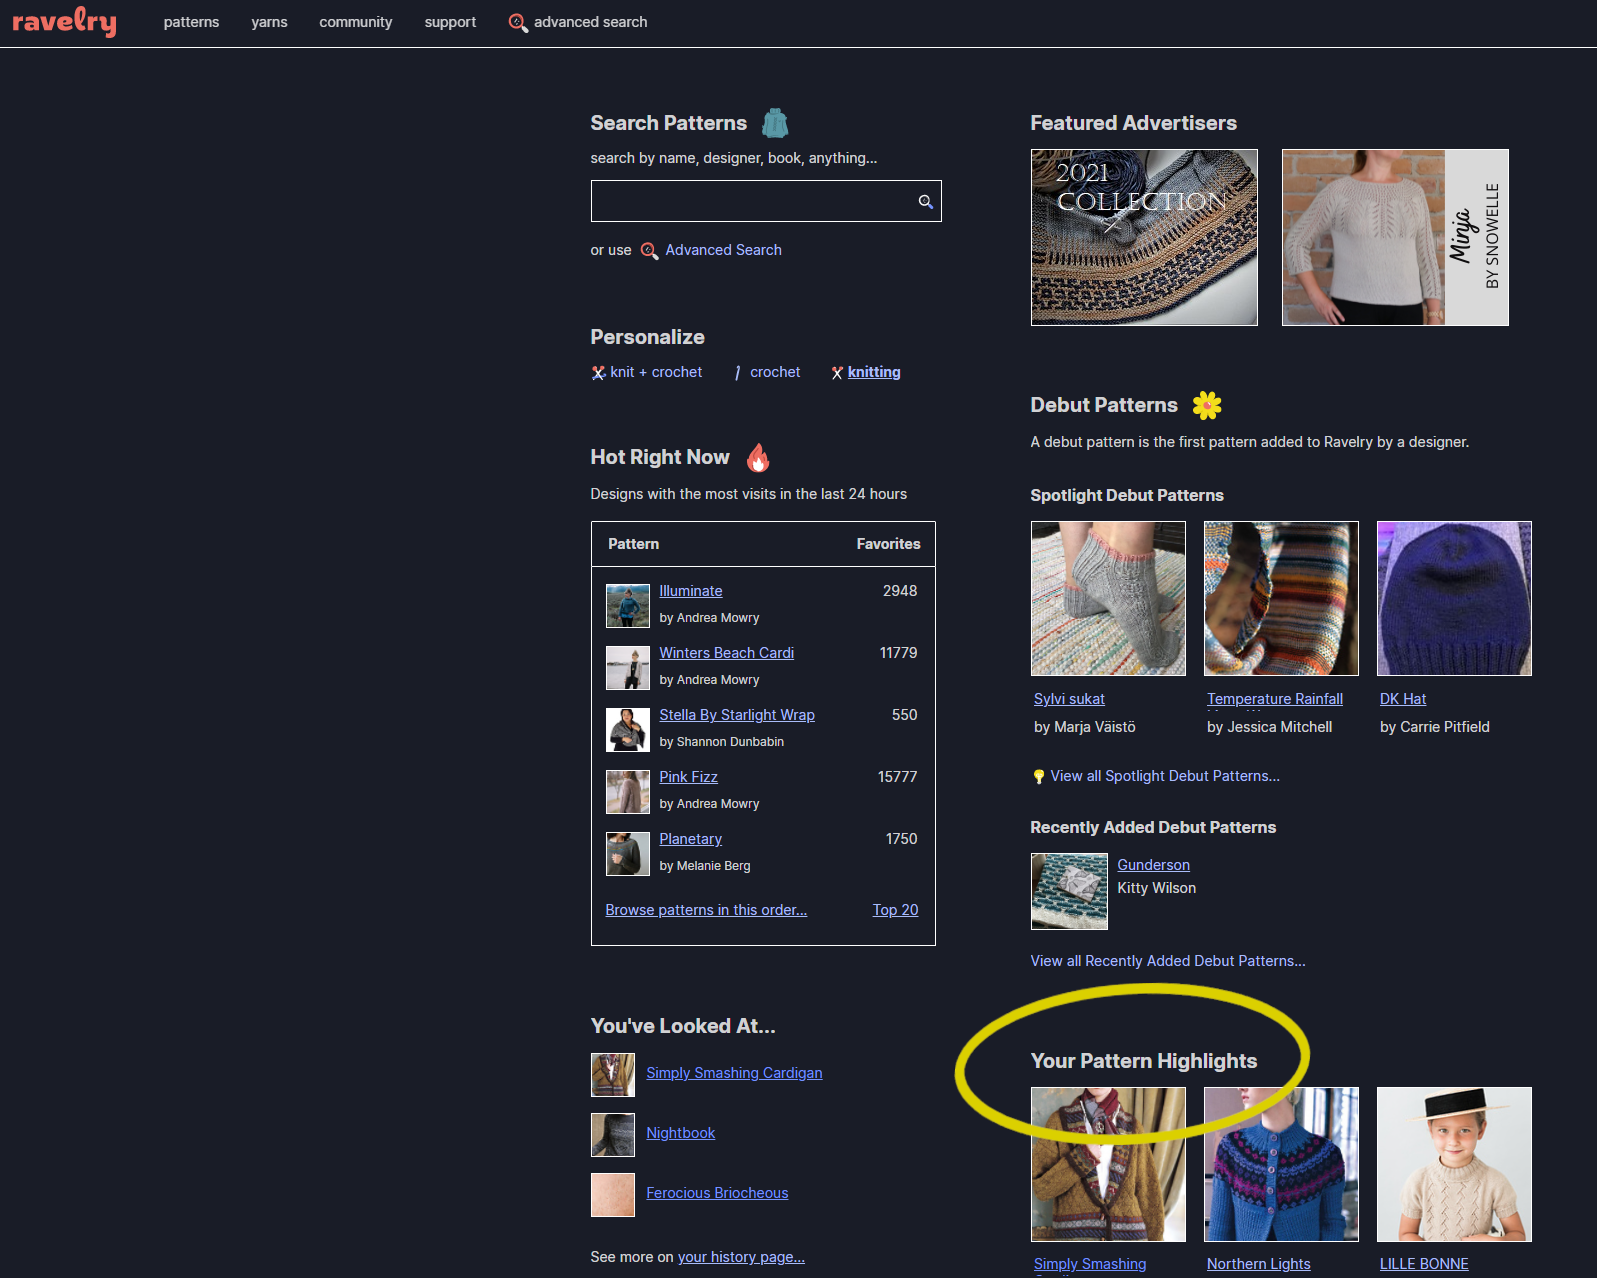 ravelry
patterns
yarns
community
support
advanced search
Search Patterns
search by name, designer, book, anything...
or use Advanced Search
Personalize
knit + crochet
crochet
knitting
Hot Right Now
Designs with the most visits in the last 24 hours
Pattern Favorites
Illuminate 2948
by Andrea Mowry
Winters Beach Cardi 11779
by Andrea Mowry
Stella By Starlight Wrap 550
by Shannon Dunbabin
Pink Fizz 15777
by Andrea Mowry
Planetary 1750
by Melanie Berg
Browse patterns in this order... Top 20
You've Looked At...
Simply Smashing Cardigan
Nightbook
Ferocious Briocheous
See more on your history page...
Featured Advertisers
2021
COLLECTION
Minja
BY SNOWELLE
Debut Patterns
A debut pattern is the first pattern added to Ravelry by a designer.
Spotlight Debut Patterns
Sylvi sukat
by Marja Väistö
Temperature Rainfall
by Jessica Mitchell
DK Hat
by Carrie Pitfield
View all Spotlight Debut Patterns...
Recently Added Debut Patterns
Gunderson
Kitty Wilson
View all Recently Added Debut Patterns...
Your Pattern Highlights
Simply Smashing
Northern Lights
LILLE BONNE